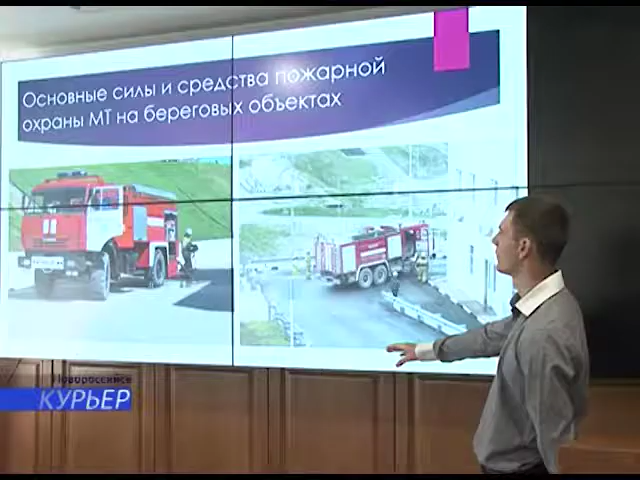 Основные силы и средства пожарной
охраны МТ на береговых объектах
Новороссийск
КУРЬЕР